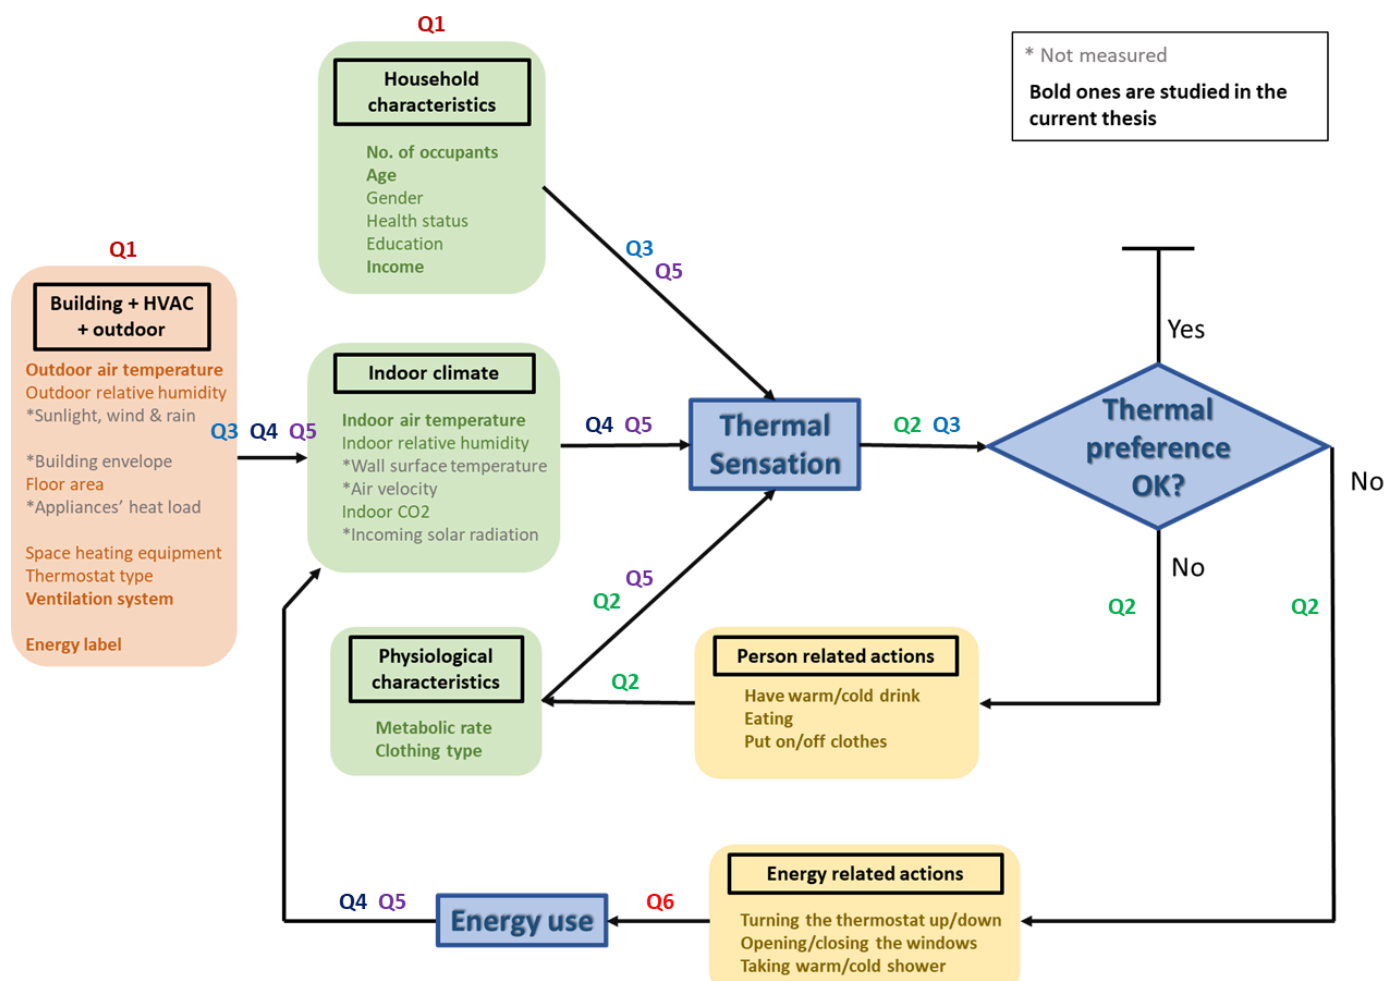 Q1
Household
characteristics
No. of occupants
Age
Gender
Health status
Education
Income
* Not measured
Bold ones are studied in the
current thesis
Q1
Building + HVAC
+ outdoor
Outdoor air temperature
Outdoor relative humidity
*Sunlight, wind & rain
*Building envelope
Floor area
*Appliances’ heat load
Space heating equipment
Thermostat type
Ventilation system
Energy label
Q3 Q4 Q5
Indoor climate
Indoor air temperature
Indoor relative humidity
*Wall surface temperature
*Air velocity
Indoor CO2
*Incoming solar radiation
Q3
Q5
Q4 Q5
Thermal
Sensation
Q2 Q3
Thermal
preference
OK?
Yes
No
No
Q2
Q2
Q5
Q2
Physiological
characteristics
Metabolic rate
Clothing type
Q2
Person related actions
Have warm/cold drink
Eating
Put on/off clothes
Energy related actions
Turning the thermostat up/down
Opening/closing the windows
Taking warm/cold shower
Q6
Energy use
Q4 Q5